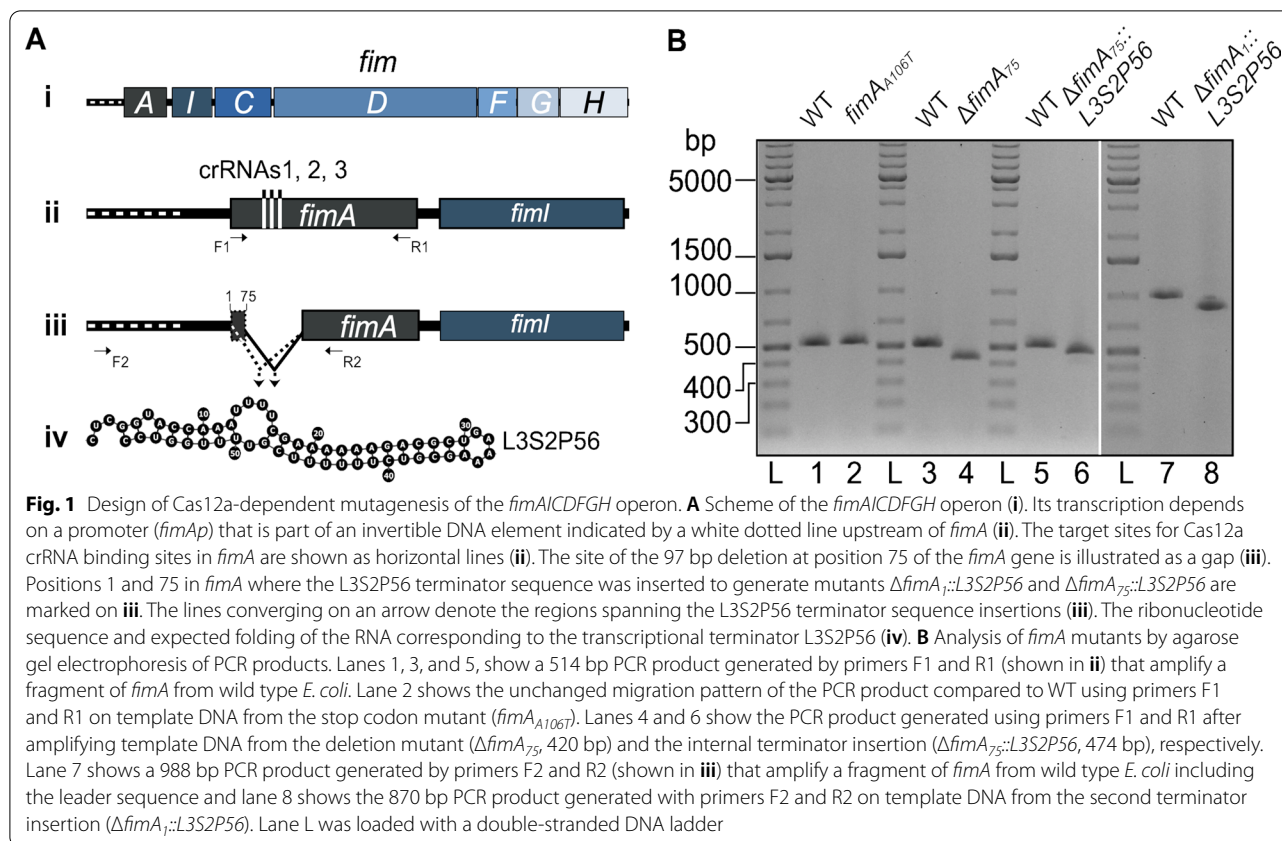 A
fim
i
A I C D F G H
crRNAs1, 2, 3
ii
fimA
fimI
F1
R1
1 75
iii
fimA
fimI
F2
R2
iv
10
20
30
40
50
L3S2P56
B
WT
fimA A106T
WT
ΔfimA75
WT
ΔfimA75::
L3S2P56
WT
ΔfimA1::
L3S2P56
bp
5000
1500
1000
500
400
300
L 1 2 L 3 4 L 5 6 L 7 8
Fig. 1 Design of Cas12a-dependent mutagenesis of the fimAICDFGH operon. A Scheme of the fimAICDFGH operon (i). Its transcription depends
on a promoter (fimAp) that is part of an invertible DNA element indicated by a white dotted line upstream of fimA (ii). The target sites for Cas12a
crRNA binding sites in fimA are shown as horizontal lines (ii). The site of the 97 bp deletion at position 75 of the fimA gene is illustrated as a gap (iii).
Positions 1 and 75 in fimA where the L3S2P56 terminator sequence was inserted to generate mutants ΔfimA1::L3S2P56 and ΔfimA75::L3S2P56 are
marked on iii. The lines converging on an arrow denote the regions spanning the L3S2P56 terminator sequence insertions (iii). The ribonucleotide
sequence and expected folding of the RNA corresponding to the transcriptional terminator L3S2P56 (iv). B Analysis of fimA mutants by agarose
gel electrophoresis of PCR products. Lanes 1, 3, and 5, show a 514 bp PCR product generated by primers F1 and R1 (shown in ii) that amplify a
fragment of fimA from wild type E. coli. Lane 2 shows the unchanged migration pattern of the PCR product compared to WT using primers F1
and R1 on template DNA from the stop codon mutant (fimA A106T). Lanes 4 and 6 show the PCR product generated using primers F1 and R1 after
amplifying template DNA from the deletion mutant (ΔfimA75, 420 bp) and the internal terminator insertion (ΔfimA75::L3S2P56, 474 bp), respectively.
Lane 7 shows a 988 bp PCR product generated by primers F2 and R2 (shown in iii) that amplify a fragment of fimA from wild type E. coli including
the leader sequence and lane 8 shows the 870 bp PCR product generated with primers F2 and R2 on template DNA from the second terminator
insertion (ΔfimA1::L3S2P56). Lane L was loaded with a double-stranded DNA ladder